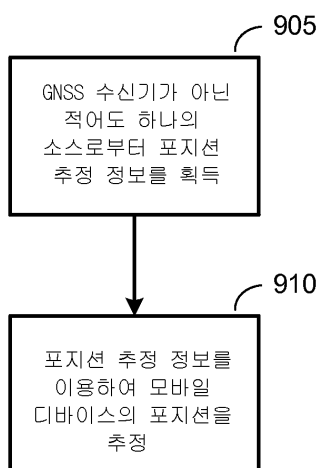 905
GNSS 수신기가 아닌
적어도 하나의
소스로부터 포지션
추정 정보를 획득
910
포지션 추정 정보를
이용하여 모바일
디바이스의 포지션을
추정